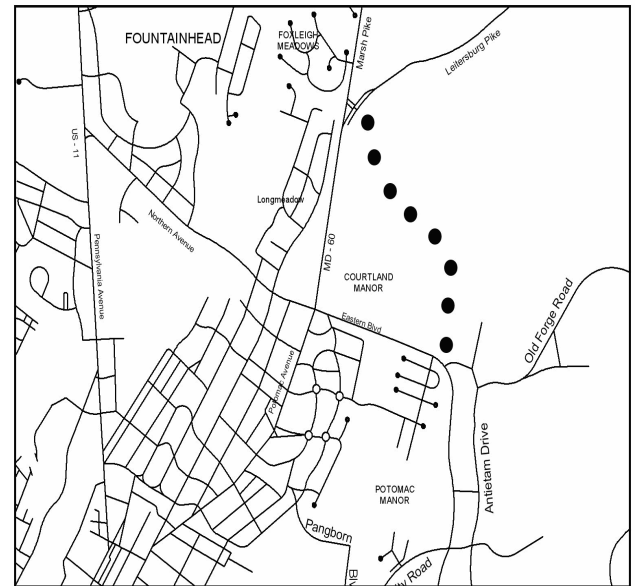 FOUNTAINHEAD
FOXLEIGH
MEADOWS
Marsh Pike
Leitersburg Pike
US - 11
Longmeadow
Northern Avenue
Pennsylvania Avenue
MD - 60
COURTLAND
MANOR
Eastern Blvd
Old Forge Road
Potomac Avenue
Antietam Drive
POTOMAC
MANOR
Pangborn
Road